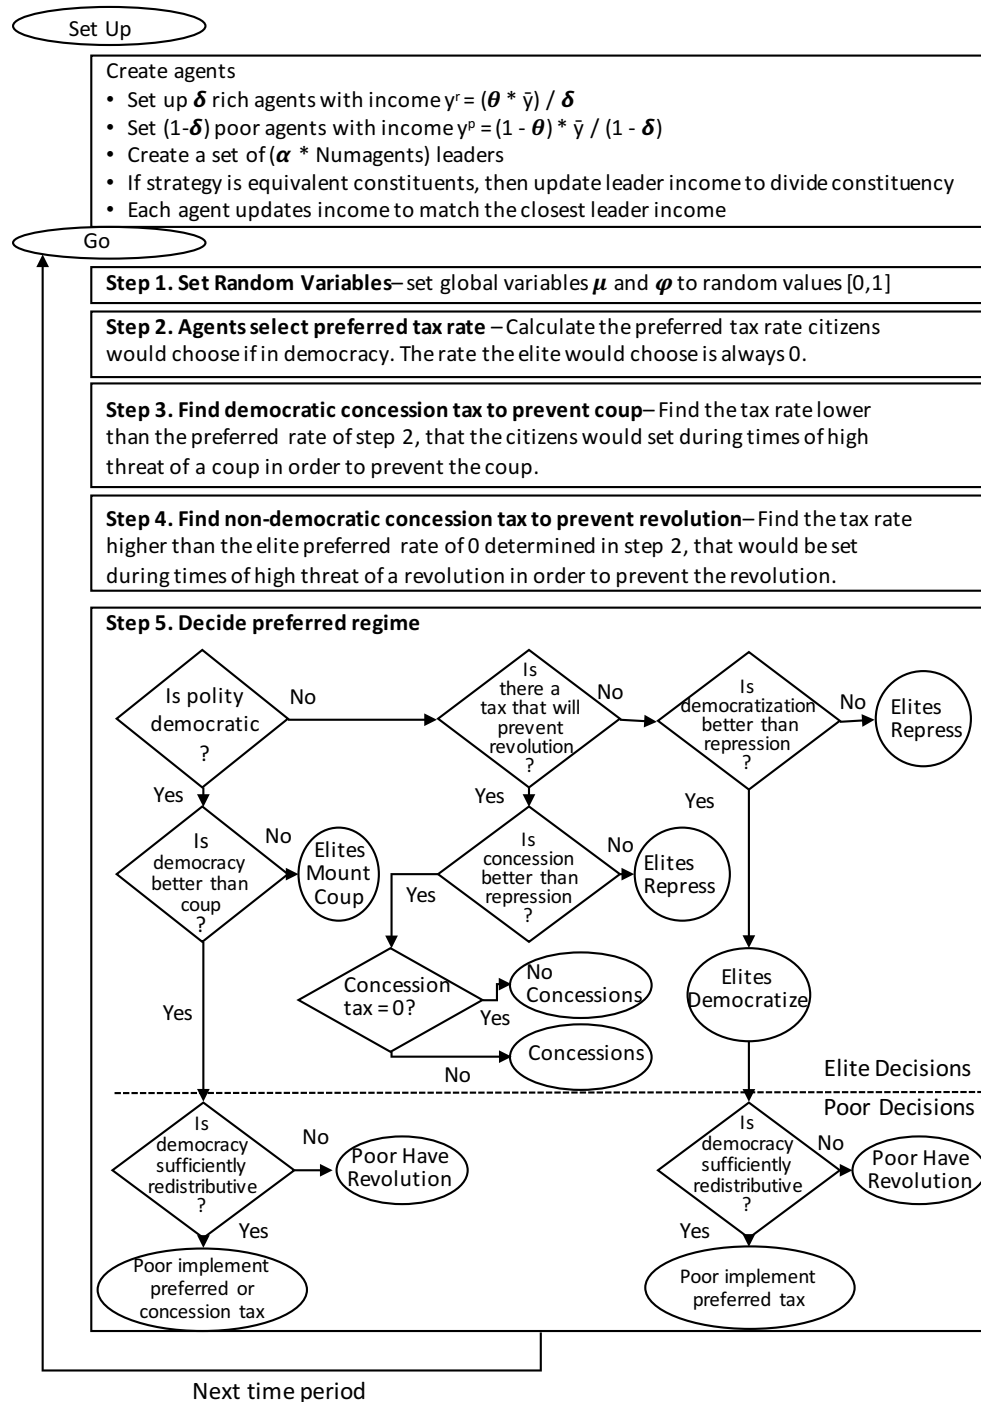 Set Up
Create agents
• Set up δ rich agents with income yʳ = (θ * ȳ) / δ
• Set (1-δ) poor agents with income yᵖ = (1 - θ) * ȳ / (1 - δ)
• Create a set of (α * Numagents) leaders
• If strategy is equivalent constituents, then update leader income to divide constituency
• Each agent updates income to match the closest leader income
Go
Step 1. Set Random Variables– set global variables μ and φ to random values [0,1]
Step 2. Agents select preferred tax rate – Calculate the preferred tax rate citizens
would choose if in democracy. The rate the elite would choose is always 0.
Step 3. Find democratic concession tax to prevent coup– Find the tax rate lower
than the preferred rate of step 2, that the citizens would set during times of high
threat of a coup in order to prevent the coup.
Step 4. Find non-democratic concession tax to prevent revolution– Find the tax rate
higher than the elite preferred rate of 0 determined in step 2, that would be set
during times of high threat of a revolution in order to prevent the revolution.
Step 5. Decide preferred regime
Is polity
democratic
?
No
Is
there a
tax that will
prevent
revolution
?
No
Is
democratization
better than
repression
?
No
Elites
Repress
Yes
Yes
Yes
Is
democracy
better than
coup
?
No
Elites
Mount
Coup
Is
concession
better than
repression
?
No
Elites
Repress
Yes
Yes
Concession
tax = 0?
Yes
No
Concessions
No
Concessions
Elites
Democratize
Elite Decisions
Poor Decisions
Is
democracy
sufficiently
redistributive
?
No
Poor Have
Revolution
Yes
Poor implement
preferred or
concession tax
Is
democracy
sufficiently
redistributive
?
No
Poor Have
Revolution
Yes
Poor implement
preferred tax
Next time period